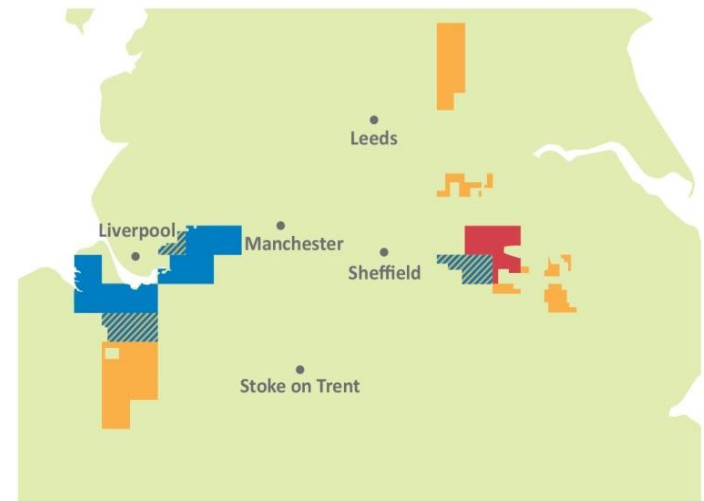 Leeds
Liverpool
Manchester
Sheffield
Stoke on Trent